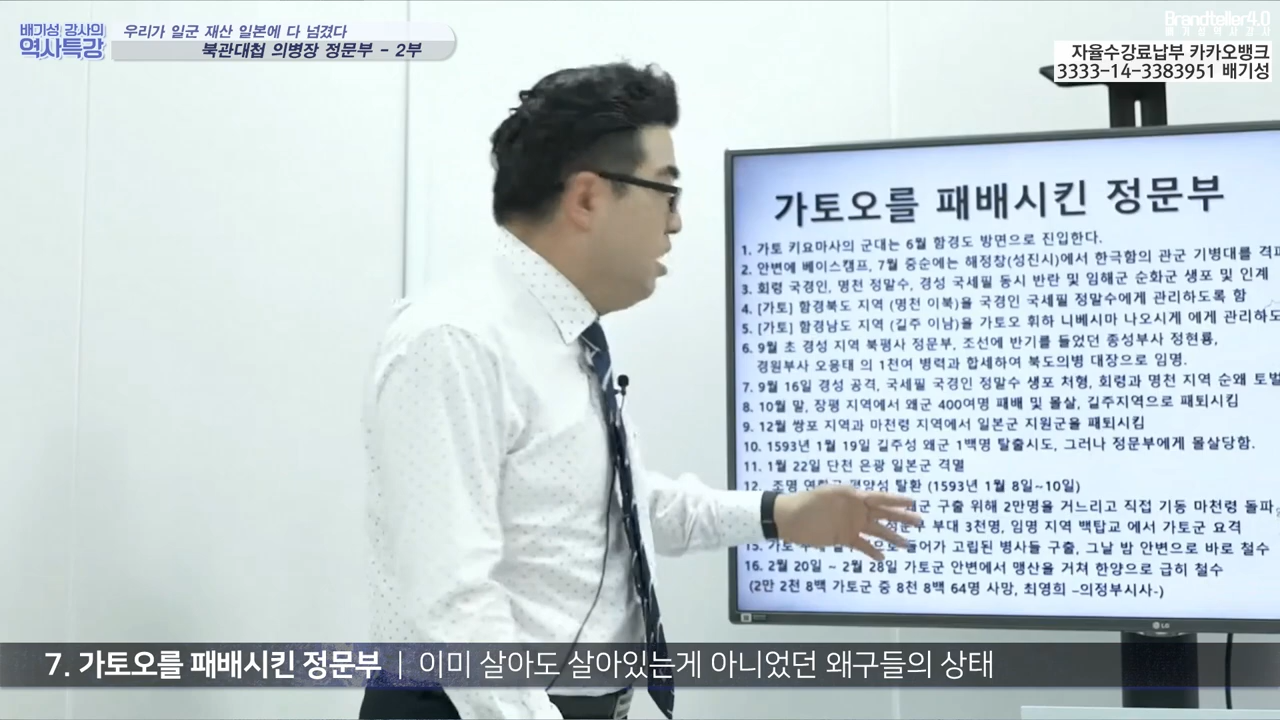 배기성 강사의
역사특강
우리가 일군 재산 일본에 다 넘겼다
북관대첩 의병장 정문부 - 2부
Brandteller4.0
배기성역사강사
자율수강료납부 카카오뱅크
3333-14-3383951 배기성
가토오를 패배시킨 정문부
1. 가토 키요마사의 군대는 6월 함경도 방면으로 진입한다.
2. 안변에 베이스캠프, 7월 중순에는 해정창(성진시)에서 한극함의 관군 기병대를 격파
3. 회령 국경인, 명천 정말수, 경성 국세필 동시 반란 및 임해군 순화군 생포 및 인계
4. [가토] 함경북도 지역 (명천 이북)을 국경인 국세필 정말수에게 관리하도록 함
5. [가토] 함경남도 지역 (길주 이남)을 가토오 휘하 니베시마 나오시게 에게 관리하도
6. 9월 초 경성 지역 북평사 정문부, 조선에 반기를 들었던 종성부사 정현룡,
경원부사 오응태 의 1천여 병력과 합세하여 북도의병 대장으로 임명.
7. 9월 16일 경성 공격, 국세필 국경인 정말수 생포 처형, 회령과 명천 지역 순왜 토벌
8. 10월 말, 장평 지역에서 왜군 400여명 패배 및 몰살, 길주지역으로 패퇴시킴
9. 12월 쌍포 지역과 마천령 지역에서 일본군 지원군을 패퇴시킴
10. 1593년 1월 19일 길주성 왜군 1백명 탈출시도, 그러나 정문부에게 몰살당함.
11. 1월 22일 단천 은광 일본군 격멸
12. 조명 평양성 탈환 (1593년 1월 8일~10일)
왜군 구출 위해 2만명을 거느리고 직접 기동 마천령 돌파
정문부 부대 3천명, 임명 지역 백탑교 에서 가토군 요격
15. 가토 들어가 고립된 병사들 구출, 그날 밤 안변으로 바로 철수
16. 2월 20일 ~ 2월 28일 가토군 안변에서 맹산을 거쳐 한양으로 급히 철수
(2만 2천 8백 가토군 중 8천 8백 64명 사망, 최영희 –의정부시사-)
LG
7. 가토오를 패배시킨 정문부 | 이미 살아도 살아있는게 아니었던 왜구들의 상태